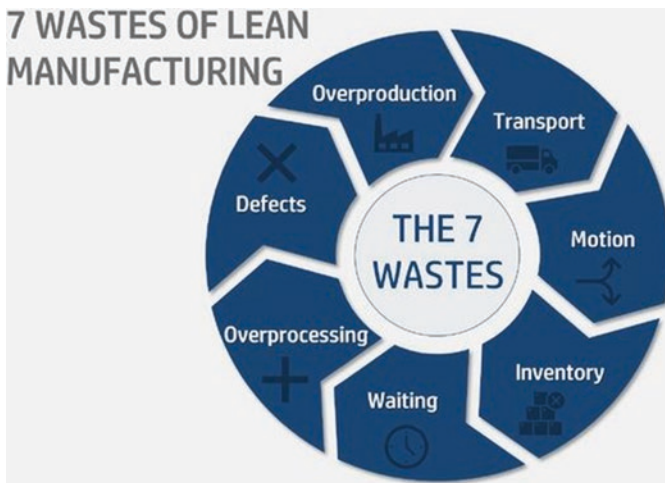 7 WASTES OF LEAN
MANUFACTURING
Overproduction
Transport
Motion
Inventory
Waiting
Overprocessing
Defects
THE 7
WASTES